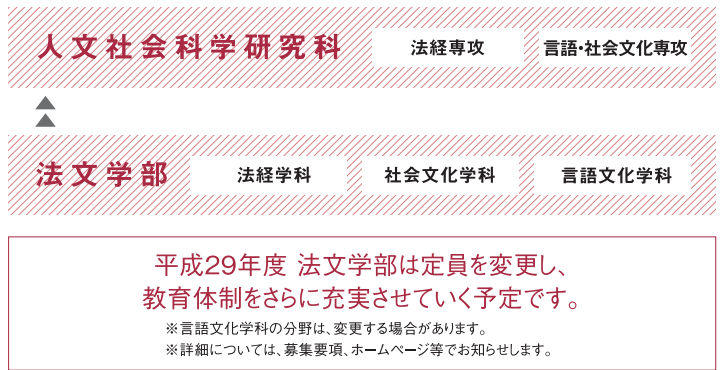 人文社会科学研究科 法経専攻 言語・社会文化専攻
法文学部 法経学科 社会文化学科 言語文化学科
平成29年度 法文学部は定員を変更し、
教育体制をさらに充実させていく予定です。
※言語文化学科の分野は、変更する場合があります。
※詳細については、募集要項、ホームページ等でお知らせします。